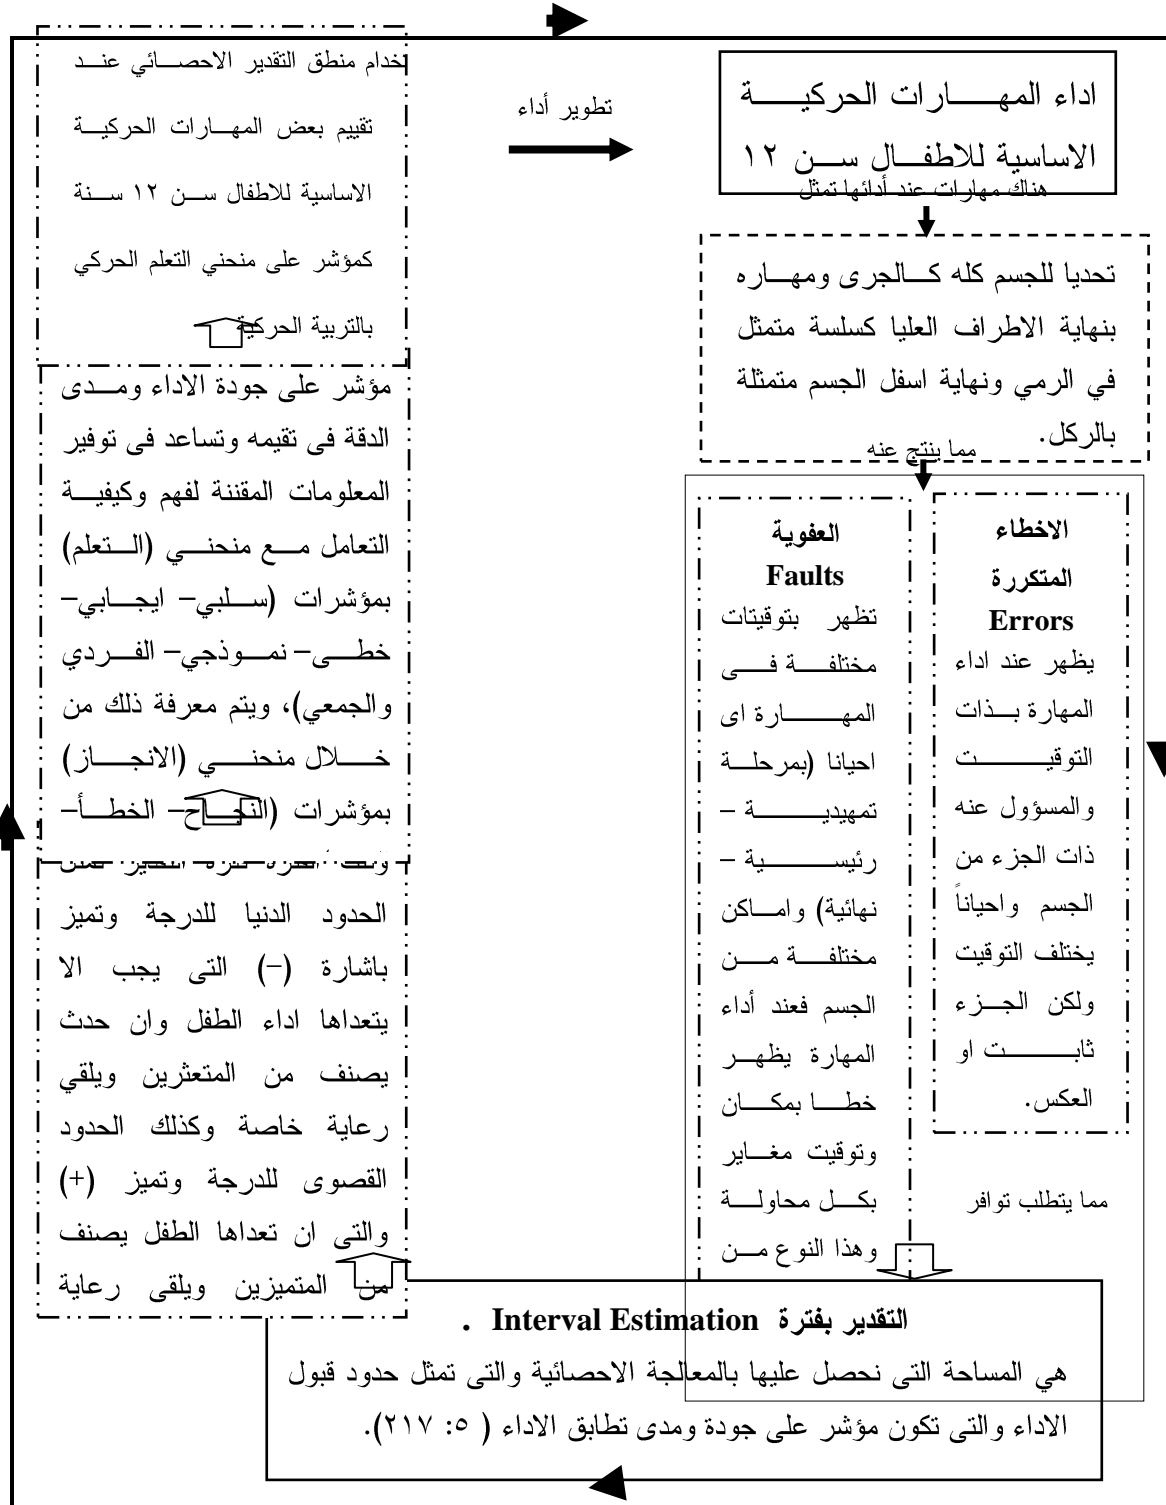 اداء المهارات الحركية
الاساسية للاطفال سن ١٢
تطوير أداء
هناك مهارات عند أدائها تمثل
تحديا للجسم كله كالجرى ومهاره
بنهاية الاطراف العليا كسلسة متمثل
في الرمي ونهاية اسفل الجسم متمثلة
بالركل.
مما ينتج عنه
الاخطاء
المتكررة
Errors
يظهر عند اداء
المهارة بذات
التوقيت
والمسؤول عنه
ذات الجزء من
الجسم واحياناً
يختلف التوقيت
ولكن الجزء
ثابت او
العكس.
العفوية
Faults
تظهر بتوقيتات
مختلفة فى
المهارة اى
احيانا (بمرحلة
تمهيدية –
رئيسية –
نهائية) واماكن
مختلفة من
الجسم فعند أداء
المهارة يظهر
خطا بمكان
وتوقيت مغاير
بكل محاولة
وهذا النوع من
مما يتطلب توافر
التقدير بفترة Interval Estimation .
هي المساحة التى نحصل عليها بالمعالجة الاحصائية والتى تمثل حدود قبول
الاداء والتى تكون مؤشر على جودة ومدى تطابق الاداء ( ٥: ٢١٧).
الحدود الدنيا للدرجة وتميز
باشارة (–) التى يجب الا
يتعداها اداء الطفل وان حدث
يصنف من المتعثرين ويلقي
رعاية خاصة وكذلك الحدود
القصوى للدرجة وتميز (+)
والتى ان تعداها الطفل يصنف
من المتميزين ويلقى رعاية
مؤشر على جودة الاداء ومدى
الدقة فى تقيمه وتساعد فى توفير
المعلومات المقننة لفهم وكيفية
التعامل مع منحنى (التعلم)
بمؤشرات (سلبي– ايجابي–
خطى– نموذجي– الفردي
والجمعي)، ويتم معرفة ذلك من
خلال منحنى (الانجاز)
بمؤشرات (النجاح– الخطأ–
خدام منطق التقدير الاحصائي عند
تقييم بعض المهارات الحركية
الاساسية للاطفال سن ١٢ سنة
كمؤشر على منحني التعلم الحركي
بالتربية الحركية